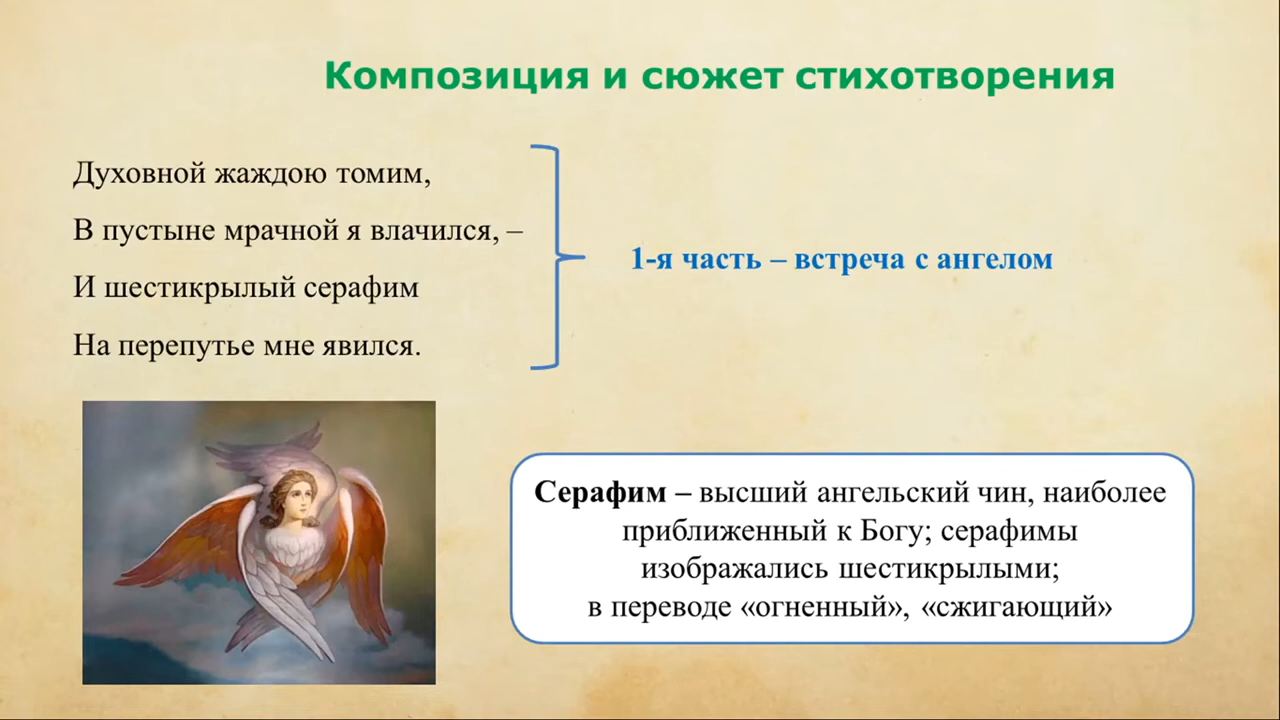 Композиция и сюжет стихотворения
Духовной жаждою томим,
В пустыне мрачной я влачился, –
И шестикрылый серафим
На перепутье мне явился.
1-я часть – встреча с ангелом
Серафим – высший ангельский чин, наиболее
приближенный к Богу; серафимы
изображались шестикрылыми;
в переводе «огненный», «сжигающий»